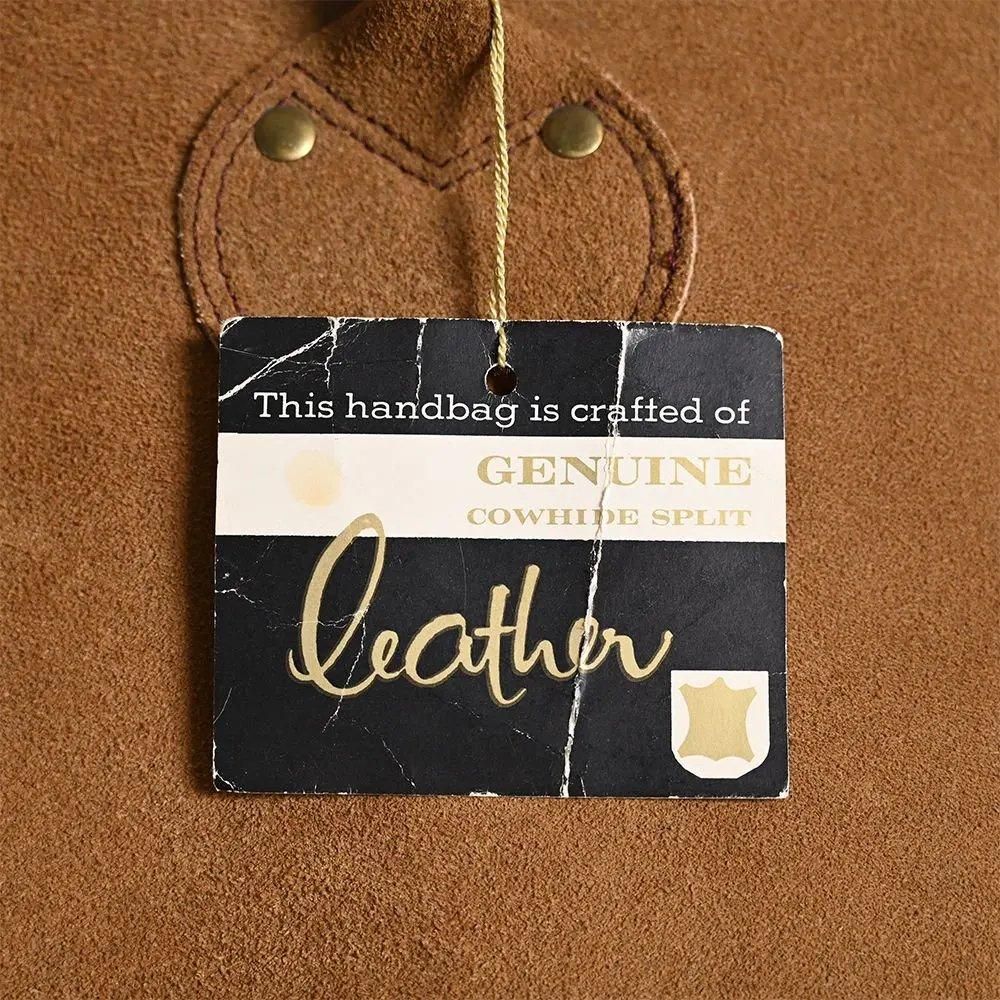 This handbag is crafted of
GENUINE
COWHIDE SPLIT
leather